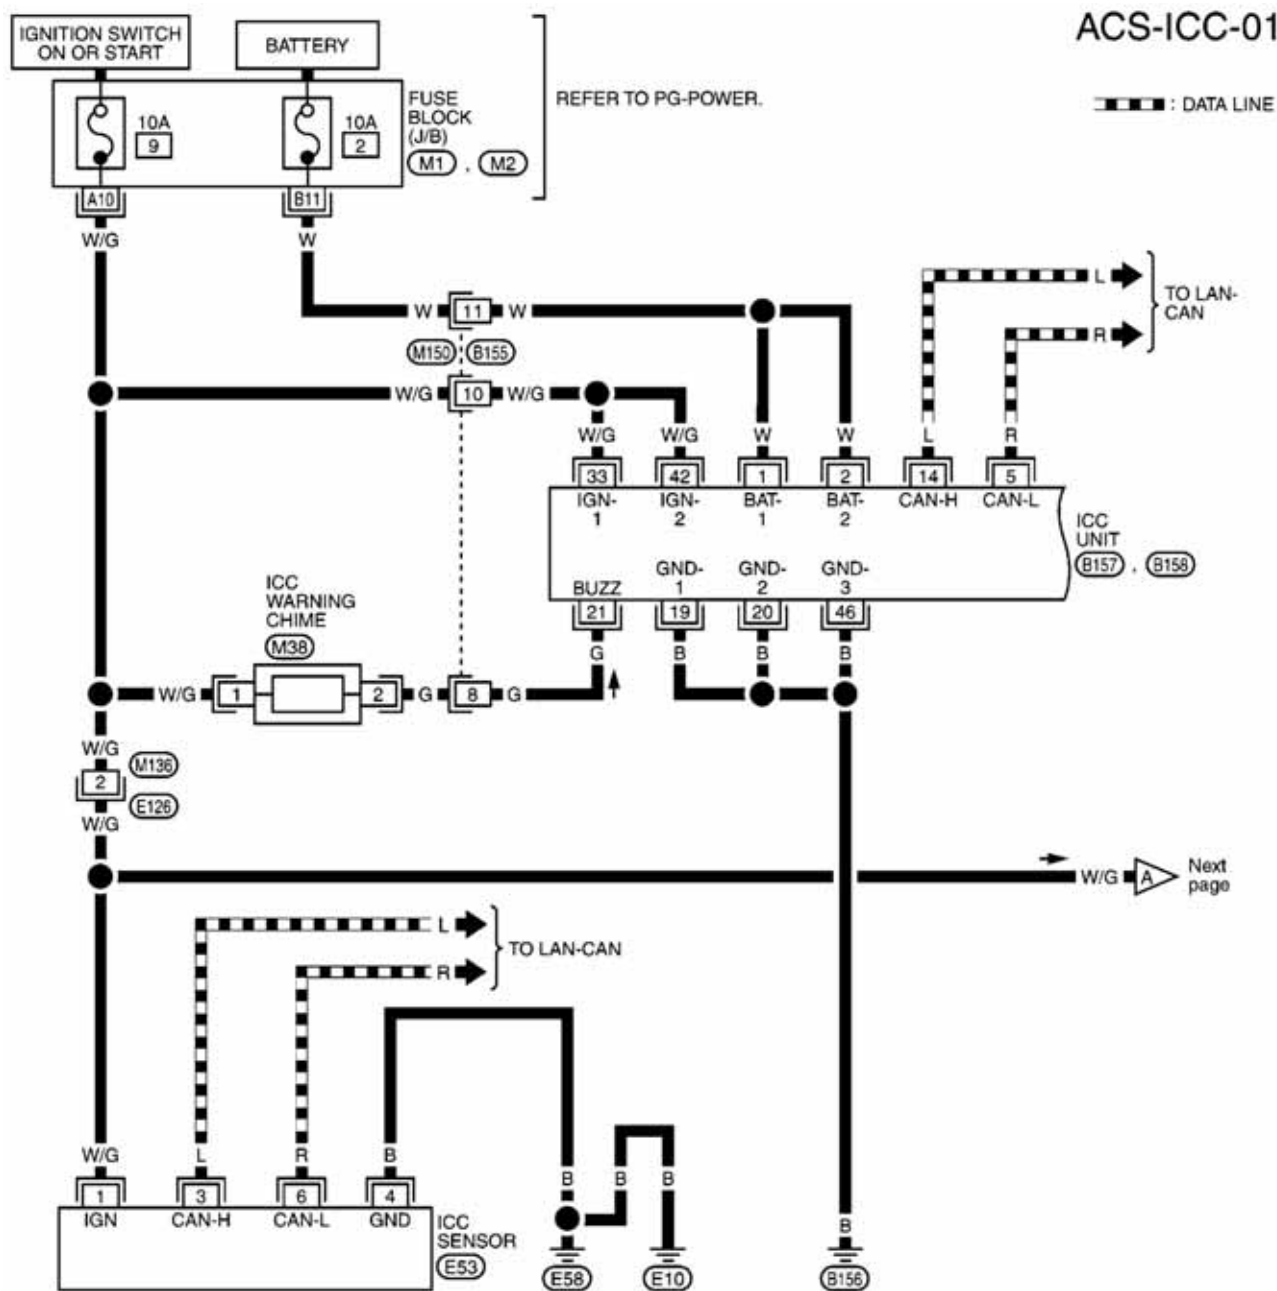 ACS-ICC-01
IGNITION SWITCH
ON OR START
BATTERY
FUSE
BLOCK
(J/B)
M1 , M2
REFER TO PG-POWER.
: DATA LINE
10A
9
10A
2
A10
B11
W/G
W
W 11 W
M150 B155
W/G 10 W/G
L
R
TO LAN-
CAN
W/G W/G W W L R
33 42 1 2 14 5
IGN-
1
IGN-
2
BAT-
1
BAT-
2
CAN-H
CAN-L
ICC
UNIT
B157 , B158
BUZZ
GND-
1
GND-
2
GND-
3
21 19 20 46
G B B B
ICC
WARNING
CHIME
M38
W/G 1 2 G 8 G
W/G
M136
2
E126
W/G
W/G A Next
page
L
R
TO LAN-CAN
W/G L R B
B B B
B
1 3 6 4
IGN CAN-H CAN-L GND
ICC
SENSOR
E53
E58 E10 B156